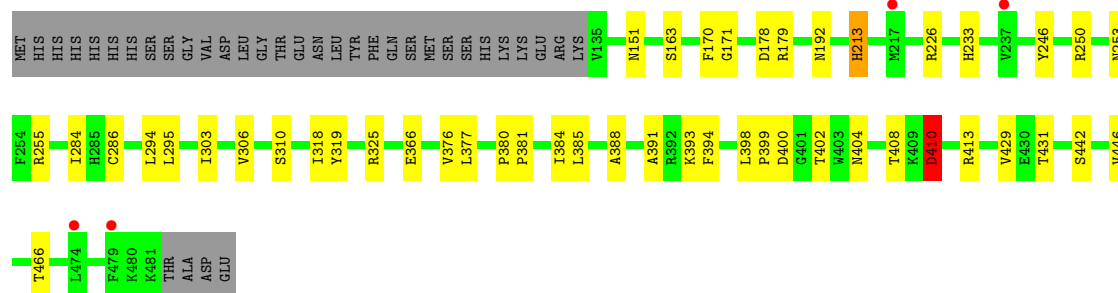 MET HIS HIS HIS HIS HIS HIS SER SER GLY VAL ASP LEU GLY THR GLU ASN LEU TYR PHE GLN SER MET SER SER HIS LYS LYS GLU ARG LYS V135 N151 S163 F170 G171 D178 R179 N192 H213 M217 R226 H233 V237 Y246 R250 N253
F254 R255 I284 H285 C286 L294 L295 I303 V306 S310 I318 Y319 R325 E366 V376 L377 P380 P381 I384 L385 A388 A391 R392 K393 F394 L398 P399 D400 G401 T402 W403 N404 T408 K409 D410 R413 V429 E430 T431 S442
T466 L474 F479 K480 K481 THR ALA ASP GLU